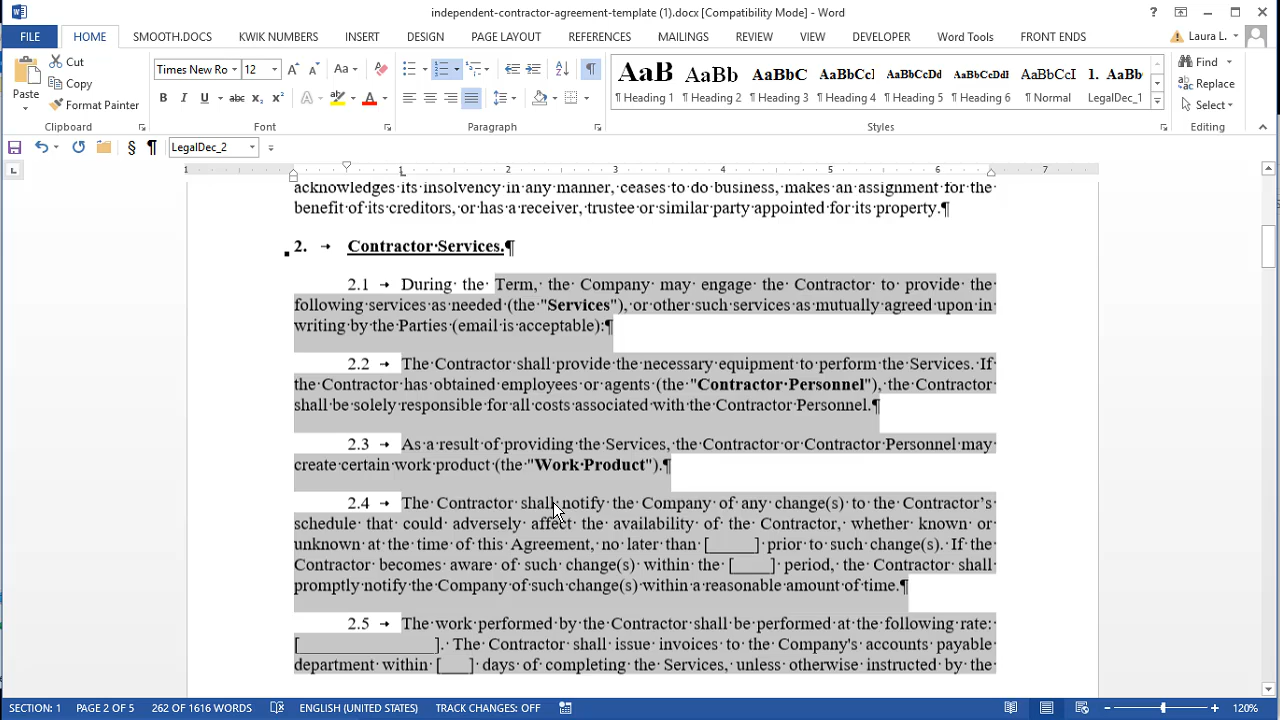 independent-contractor-agreement-template (1).docx [Compatibility Mode] - Word
FILE HOME SMOOTH.DOCS KWIK NUMBERS INSERT DESIGN PAGE LAYOUT REFERENCES MAILINGS REVIEW VIEW DEVELOPER Word Tools FRONT ENDS Laura L.
Paste Cut Copy Format Painter
Times New Ro 12
AaB AaBb AaBbC AaBbCc AaBbCcDd AaBbCcDd AaBbCcI 1. AaBb
¶ Heading 1 ¶ Heading 2 ¶ Heading 3 ¶ Heading 4 ¶ Heading 5 ¶ Heading 6 ¶ Normal LegalDec_1
Find Replace Select
Clipboard Font Paragraph Styles Editing
§ ¶ LegalDec_2
1 1 2 3 4 5 6 7
acknowledges its insolvency in any manner, ceases to do business, makes an assignment for the
benefit of its creditors, or has a receiver, trustee or similar party appointed for its property.¶
2. → Contractor Services.¶
2.1 → During the Term, the Company may engage the Contractor to provide the
following services as needed (the "Services"), or other such services as mutually agreed upon in
writing by the Parties (email is acceptable):¶
2.2 → The Contractor shall provide the necessary equipment to perform the Services. If
the Contractor has obtained employees or agents (the "Contractor Personnel"), the Contractor
shall be solely responsible for all costs associated with the Contractor Personnel.¶
2.3 → As a result of providing the Services, the Contractor or Contractor Personnel may
create certain work product (the "Work Product").¶
2.4 → The Contractor shall notify the Company of any change(s) to the Contractor's
schedule that could adversely affect the availability of the Contractor, whether known or
unknown at the time of this Agreement, no later than [_____] prior to such change(s). If the
Contractor becomes aware of such change(s) within the [____] period, the Contractor shall
promptly notify the Company of such change(s) within a reasonable amount of time.¶
2.5 → The work performed by the Contractor shall be performed at the following rate:
[_____________]. The Contractor shall issue invoices to the Company's accounts payable
department within [___] days of completing the Services, unless otherwise instructed by the
SECTION: 1 PAGE 2 OF 5 262 OF 1616 WORDS ENGLISH (UNITED STATES) TRACK CHANGES: OFF 120%